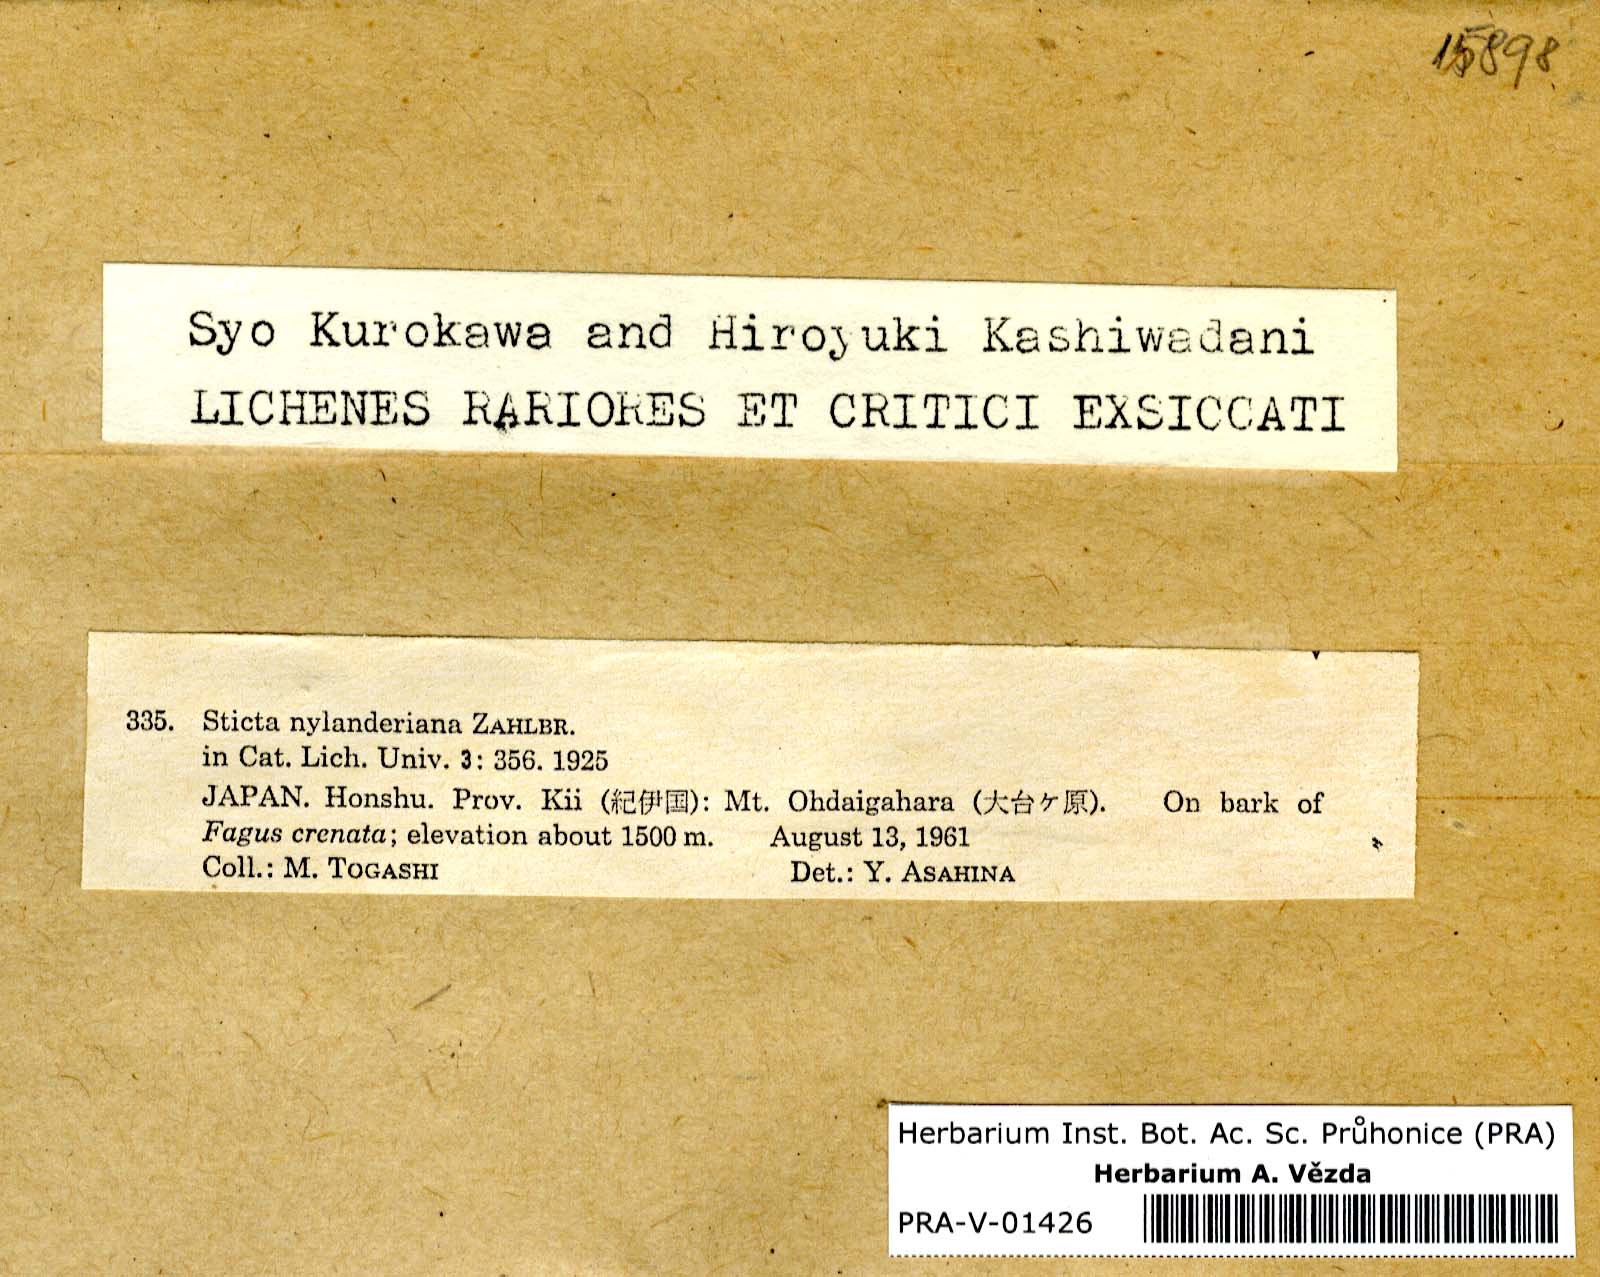 15898
Syo Kurokawa and Hiroyuki Kashiwadani
LICHENES RARIORES ET CRITICI EXSICCATI
335. Sticta nylanderiana ZAHLBR.
in Cat. Lich. Univ. 3: 356. 1925
JAPAN. Honshu. Prov. Kii (紀伊国): Mt. Ohdaigahara (大台ケ原). On bark of
Fagus crenata; elevation about 1500 m. August 13, 1961
Coll.: M. TOGASHI Det.: Y. ASAHINA
Herbarium Inst. Bot. Ac. Sc. Průhonice (PRA)
Herbarium A. Vězda
PRA-V-01426